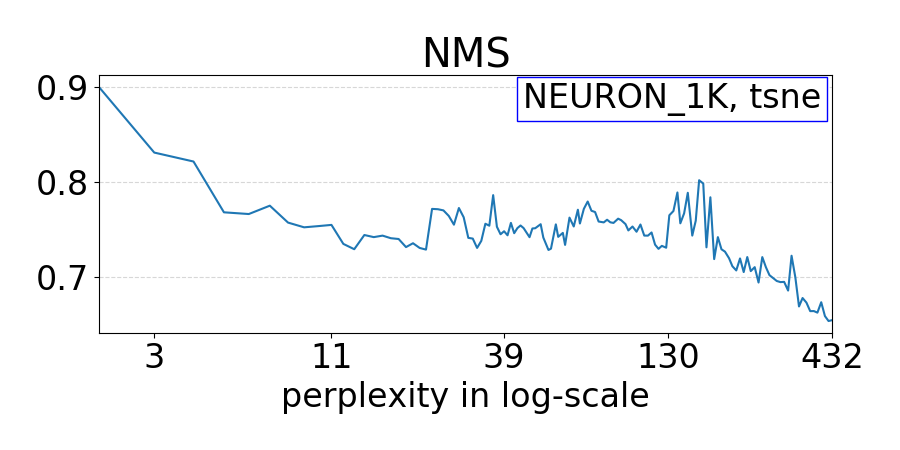 NMS
NEURON_1K, tsne
0.9
0.8
0.7
3 11 39 130 432
perplexity in log-scale